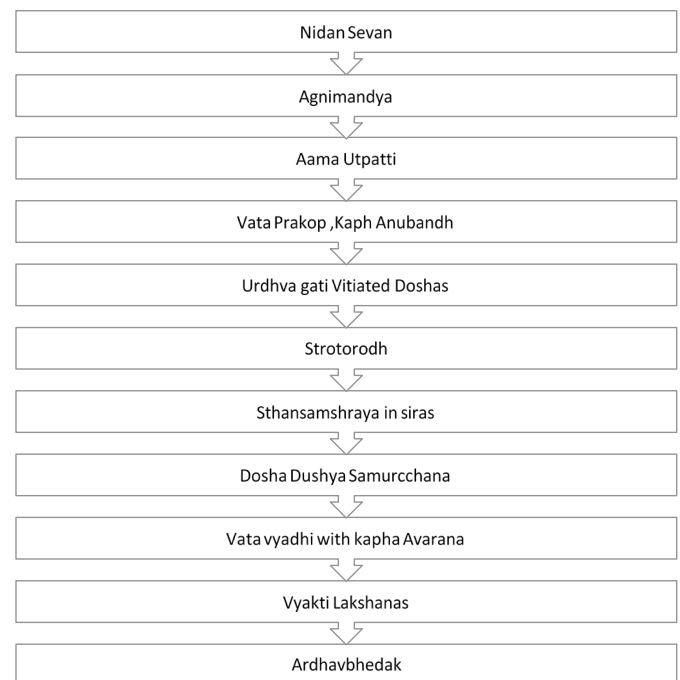 Nidan Sevan
Agnimandya
Aama Utpatti
Vata Prakop ,Kaph Anubandh
Urdhva gati Vitiated Doshas
Strotorodh
Sthansamshraya in siras
Dosha Dushya Samurcchana
Vata vyadhi with kapha Avarana
Vyakti Lakshanas
Ardhavbhedak